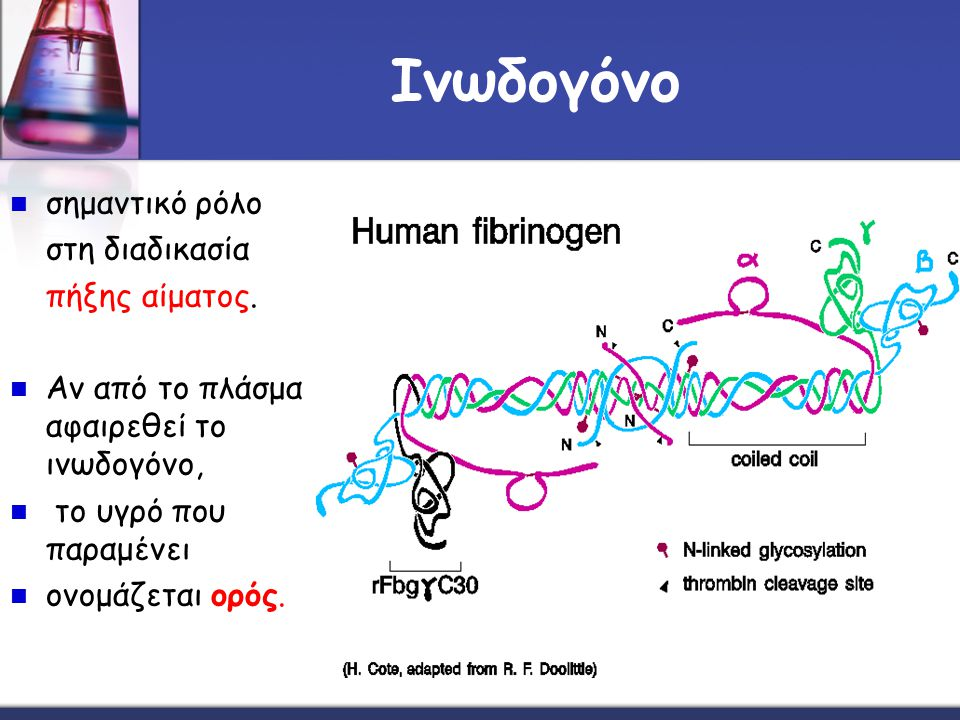 Ινωδογόνο
σημαντικό ρόλο
στη διαδικασία
πήξης αίματος.
Αν από το πλάσμα
αφαιρεθεί το
ινωδογόνο,
το υγρό που
παραμένει
ονομάζεται ορός.
Human fibrinogen
α
C
γ
β
C
N
C
N
N
coiled coil
rFbgγC30
N-linked glycosylation
thrombin cleavage site
(H. Cote, adapted from R. F. Doolittle)